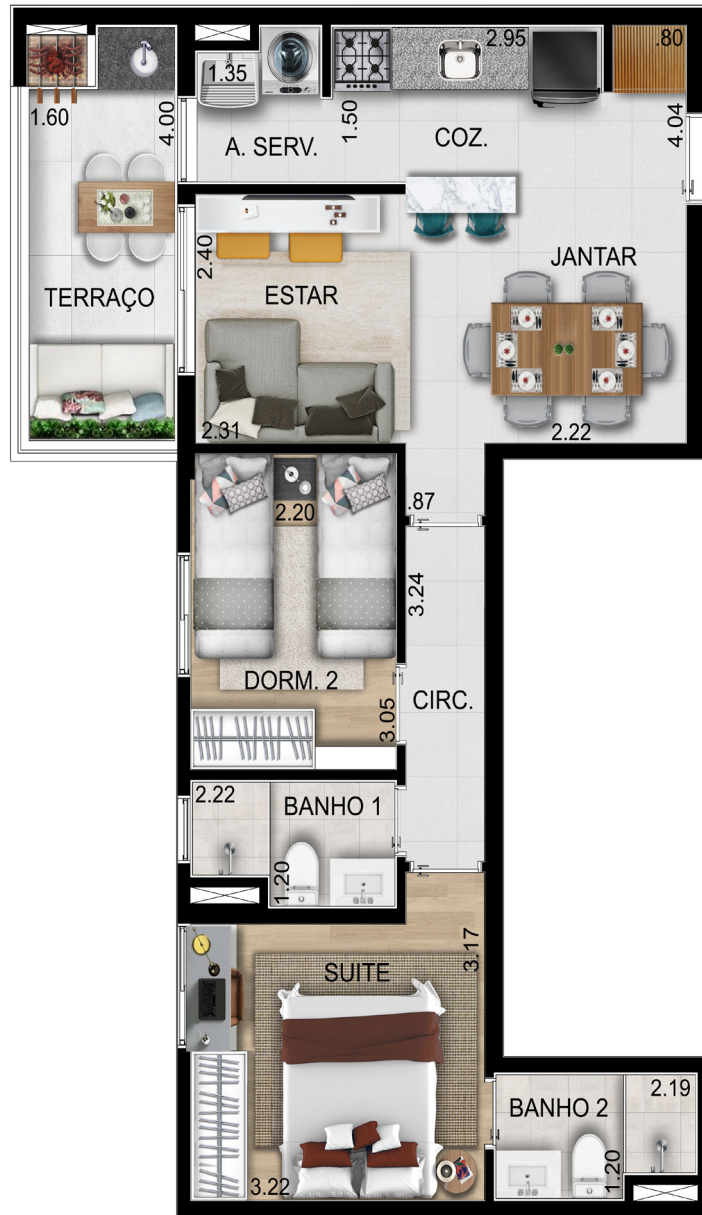 2.95
.80
1.35
1.60
4.00
1.50
4.04
A. SERV.
COZ.
2.40
JANTAR
TERRAÇO
ESTAR
2.31
2.22
2.20
.87
3.24
DORM. 2
3.05
CIRC.
2.22
BANHO 1
1.20
3.17
SUITE
2.19
BANHO 2
3.22
1.20